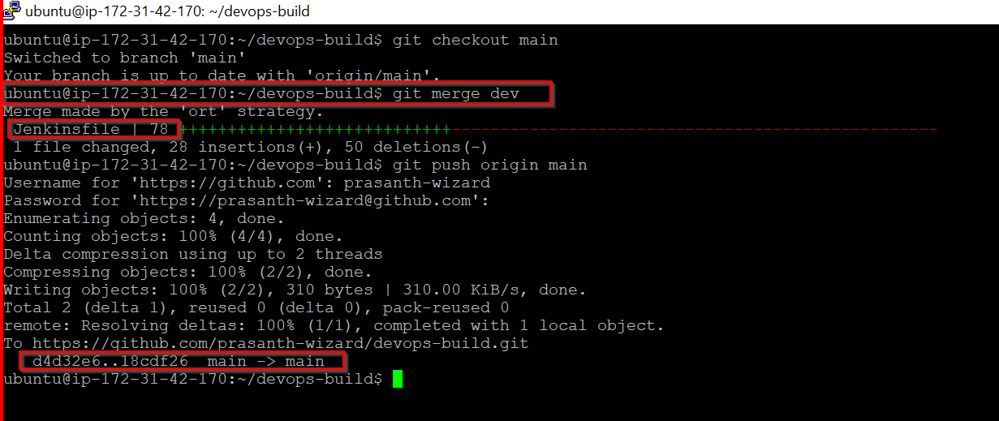 ubuntu@ip-172-31-42-170: ~/devops-build
ubuntu@ip-172-31-42-170:~/devops-build$ git checkout main
Switched to branch 'main'
Your branch is up to date with 'origin/main'.
ubuntu@ip-172-31-42-170:~/devops-build$ git merge dev
Merge made by the 'ort' strategy.
 Jenkinsfile | 78 ++++++++++++++++++++++++++++--------------------------------------------------
 1 file changed, 28 insertions(+), 50 deletions(-)
ubuntu@ip-172-31-42-170:~/devops-build$ git push origin main
Username for 'https://github.com': prasanth-wizard
Password for 'https://prasanth-wizard@github.com':
Enumerating objects: 4, done.
Counting objects: 100% (4/4), done.
Delta compression using up to 2 threads
Compressing objects: 100% (2/2), done.
Writing objects: 100% (2/2), 310 bytes | 310.00 KiB/s, done.
Total 2 (delta 1), reused 0 (delta 0), pack-reused 0
remote: Resolving deltas: 100% (1/1), completed with 1 local object.
To https://github.com/prasanth-wizard/devops-build.git
   d4d32e6..18cdf26  main -> main
ubuntu@ip-172-31-42-170:~/devops-build$